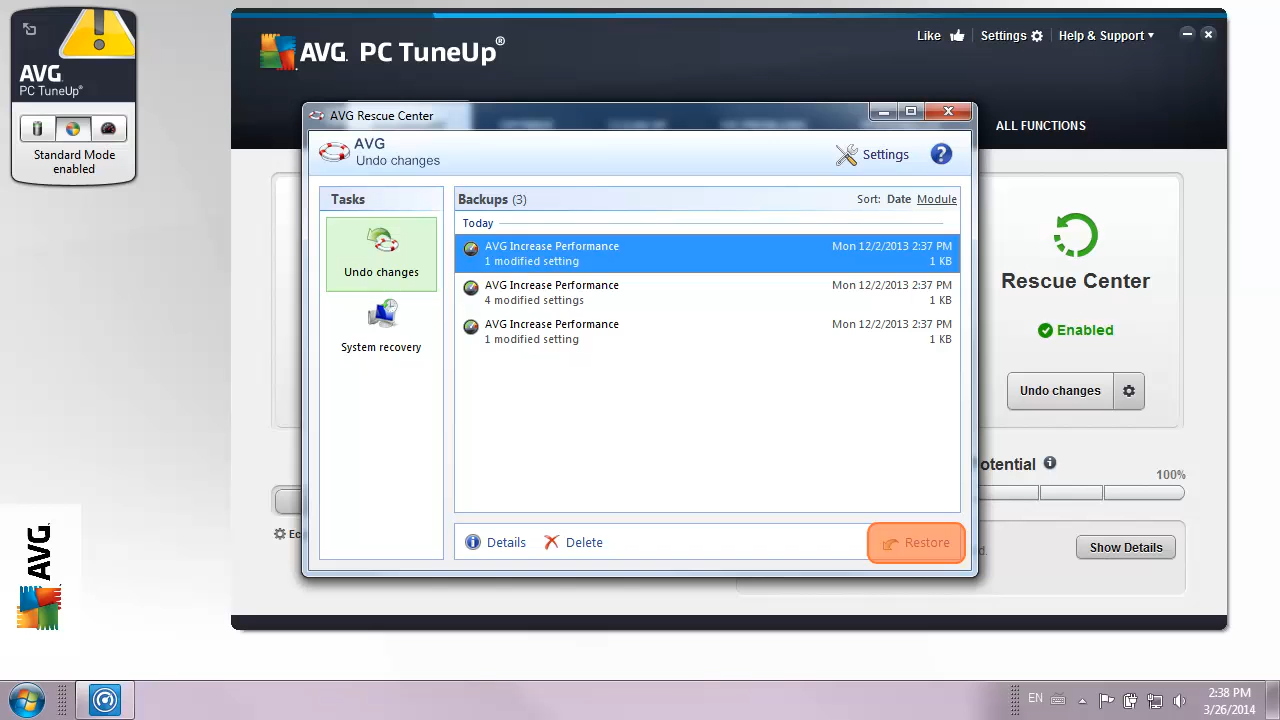 AVG
PC TuneUp®
Standard Mode
enabled
AVG PC TuneUp®
Like
Settings
Help & Support
ALL FUNCTIONS
AVG Rescue Center
AVG
Undo changes
Settings
?
Tasks
Undo changes
System recovery
Backups (3)
Sort: Date Module
Today
AVG Increase Performance Mon 12/2/2013 2:37 PM
1 modified setting 1 KB
AVG Increase Performance Mon 12/2/2013 2:37 PM
4 modified settings 1 KB
AVG Increase Performance Mon 12/2/2013 2:37 PM
1 modified setting 1 KB
Details
Delete
Restore
Rescue Center
Enabled
Undo changes
otential
100%
Ec
d.
Show Details
AVG
EN
2:38 PM
3/26/2014